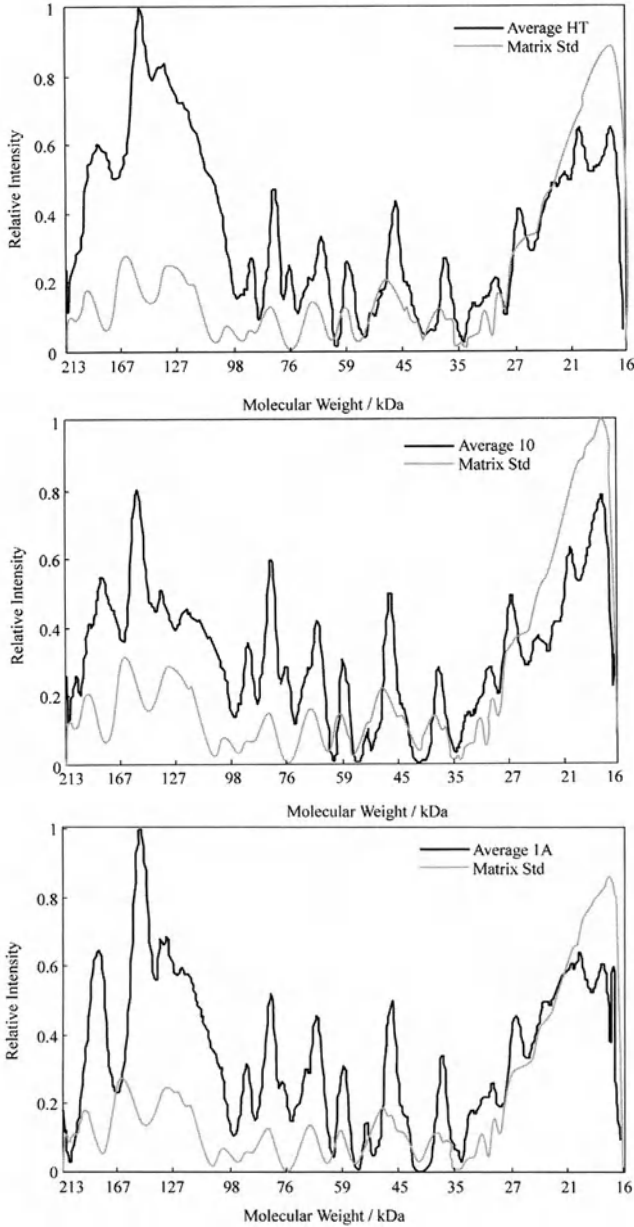 1
0.8
0.6
0.4
0.2
0
Relative Intensity
Average HT
Matrix Std
213 167 127 98 76 59 45 35 27 21 16
Molecular Weight / kDa
1
0.8
0.6
0.4
0.2
0
Relative Intensity
Average 10
Matrix Std
213 167 127 98 76 59 45 35 27 21 16
Molecular Weight / kDa
1
0.8
0.6
0.4
0.2
0
Relative Intensity
Average 1A
Matrix Std
213 167 127 98 76 59 45 35 27 21 16
Molecular Weight / kDa